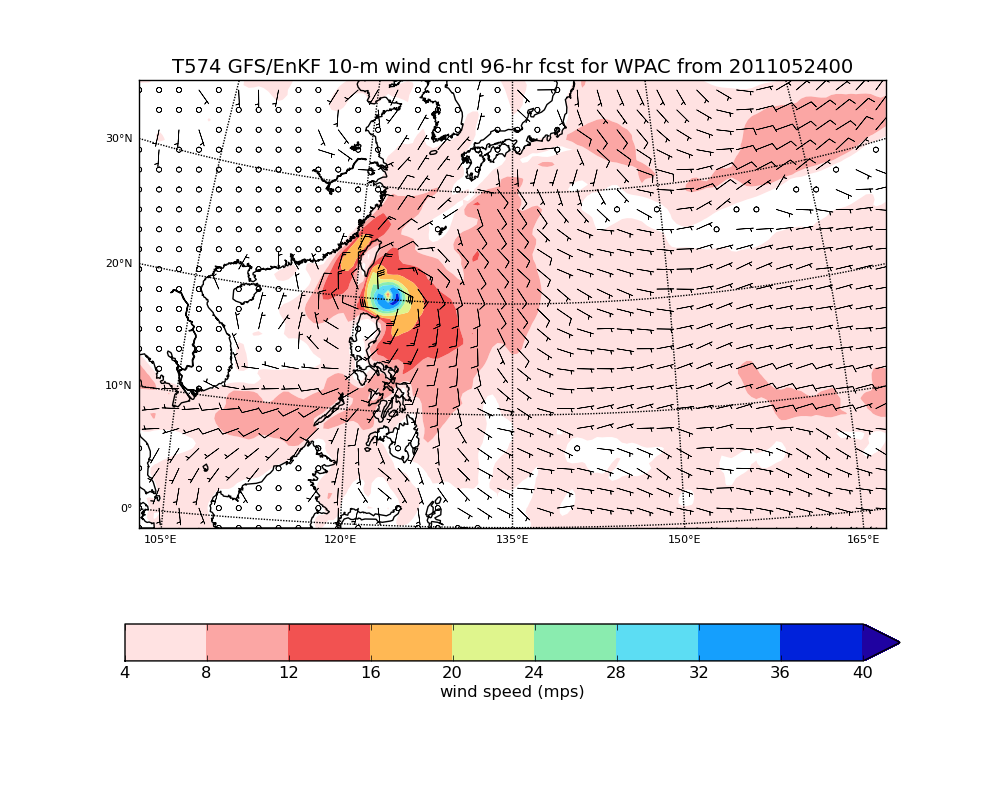 T574 GFS/EnKF 10-m wind cntl 96-hr fcst for WPAC from 2011052400
30°N
20°N
10°N
0°
105°E 120°E 135°E 150°E 165°E
4 8 12 16 20 24 28 32 36 40
wind speed (mps)